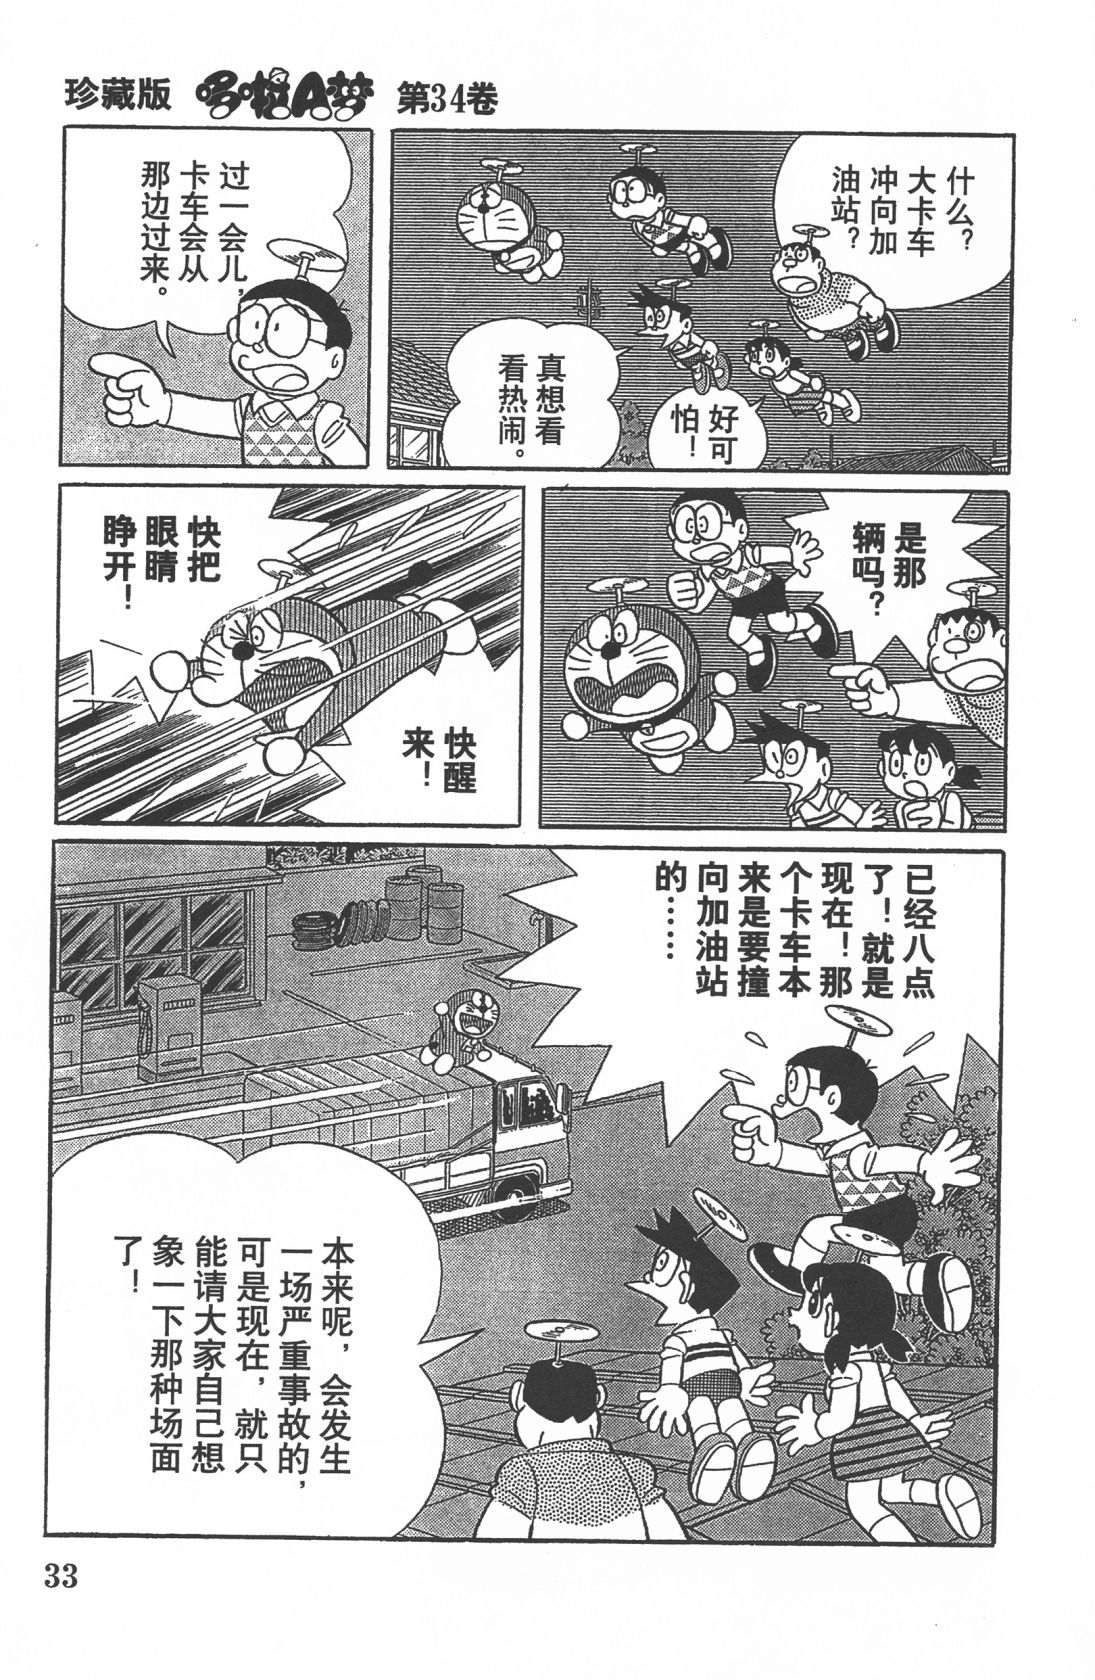 珍藏版 哆啦A梦 第34卷
什么?
大卡车
冲向加
油站?
真想看
看热闹。
好可
怕!
过一会儿,
卡车会从
那边过来。
是那
辆吗?
快把
眼睛
睁开!
快醒
来!
已经八点
了!就是
现在!那
个卡车本
来是要撞
向加油站
的……
本来呢,会发生
一场严重事故的,
可是现在,就只
能请大家自己想
象一下那种场面
了!
33